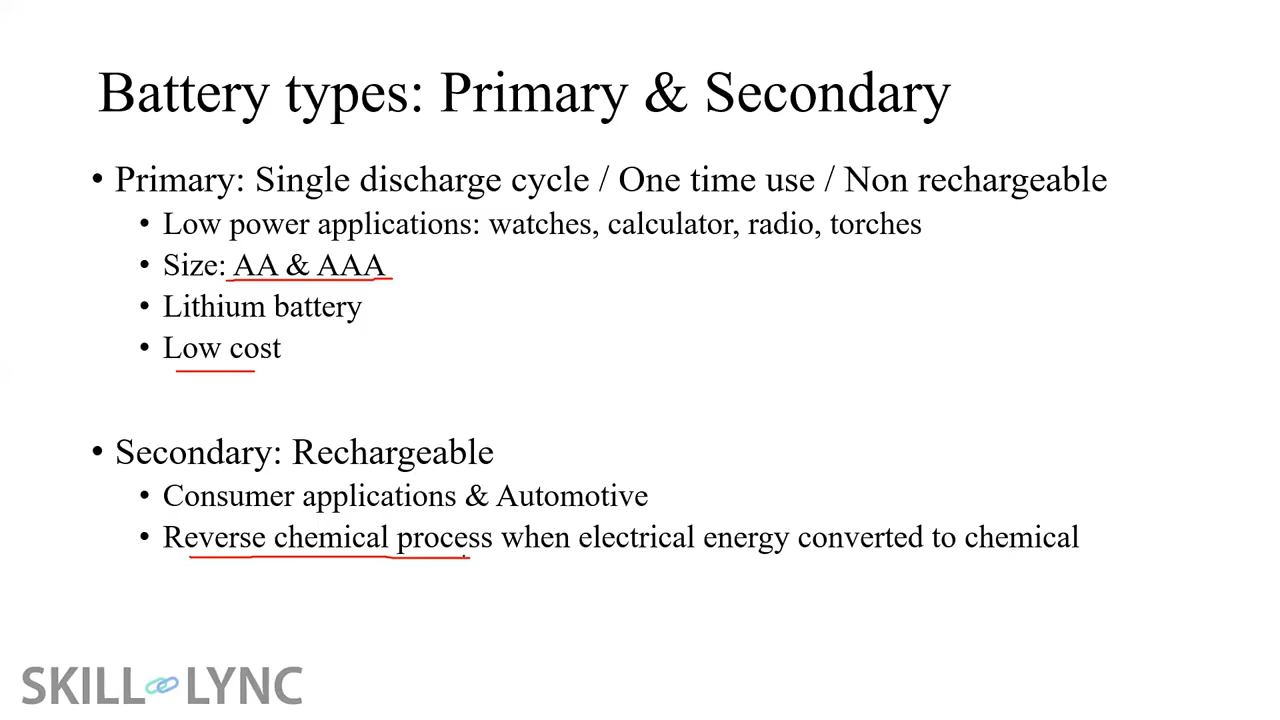 Battery types: Primary & Secondary
• Primary: Single discharge cycle / One time use / Non rechargeable
• Low power applications: watches, calculator, radio, torches
• Size: AA & AAA
• Lithium battery
• Low cost
• Secondary: Rechargeable
• Consumer applications & Automotive
• Reverse chemical process when electrical energy converted to chemical
SKILL LYNC